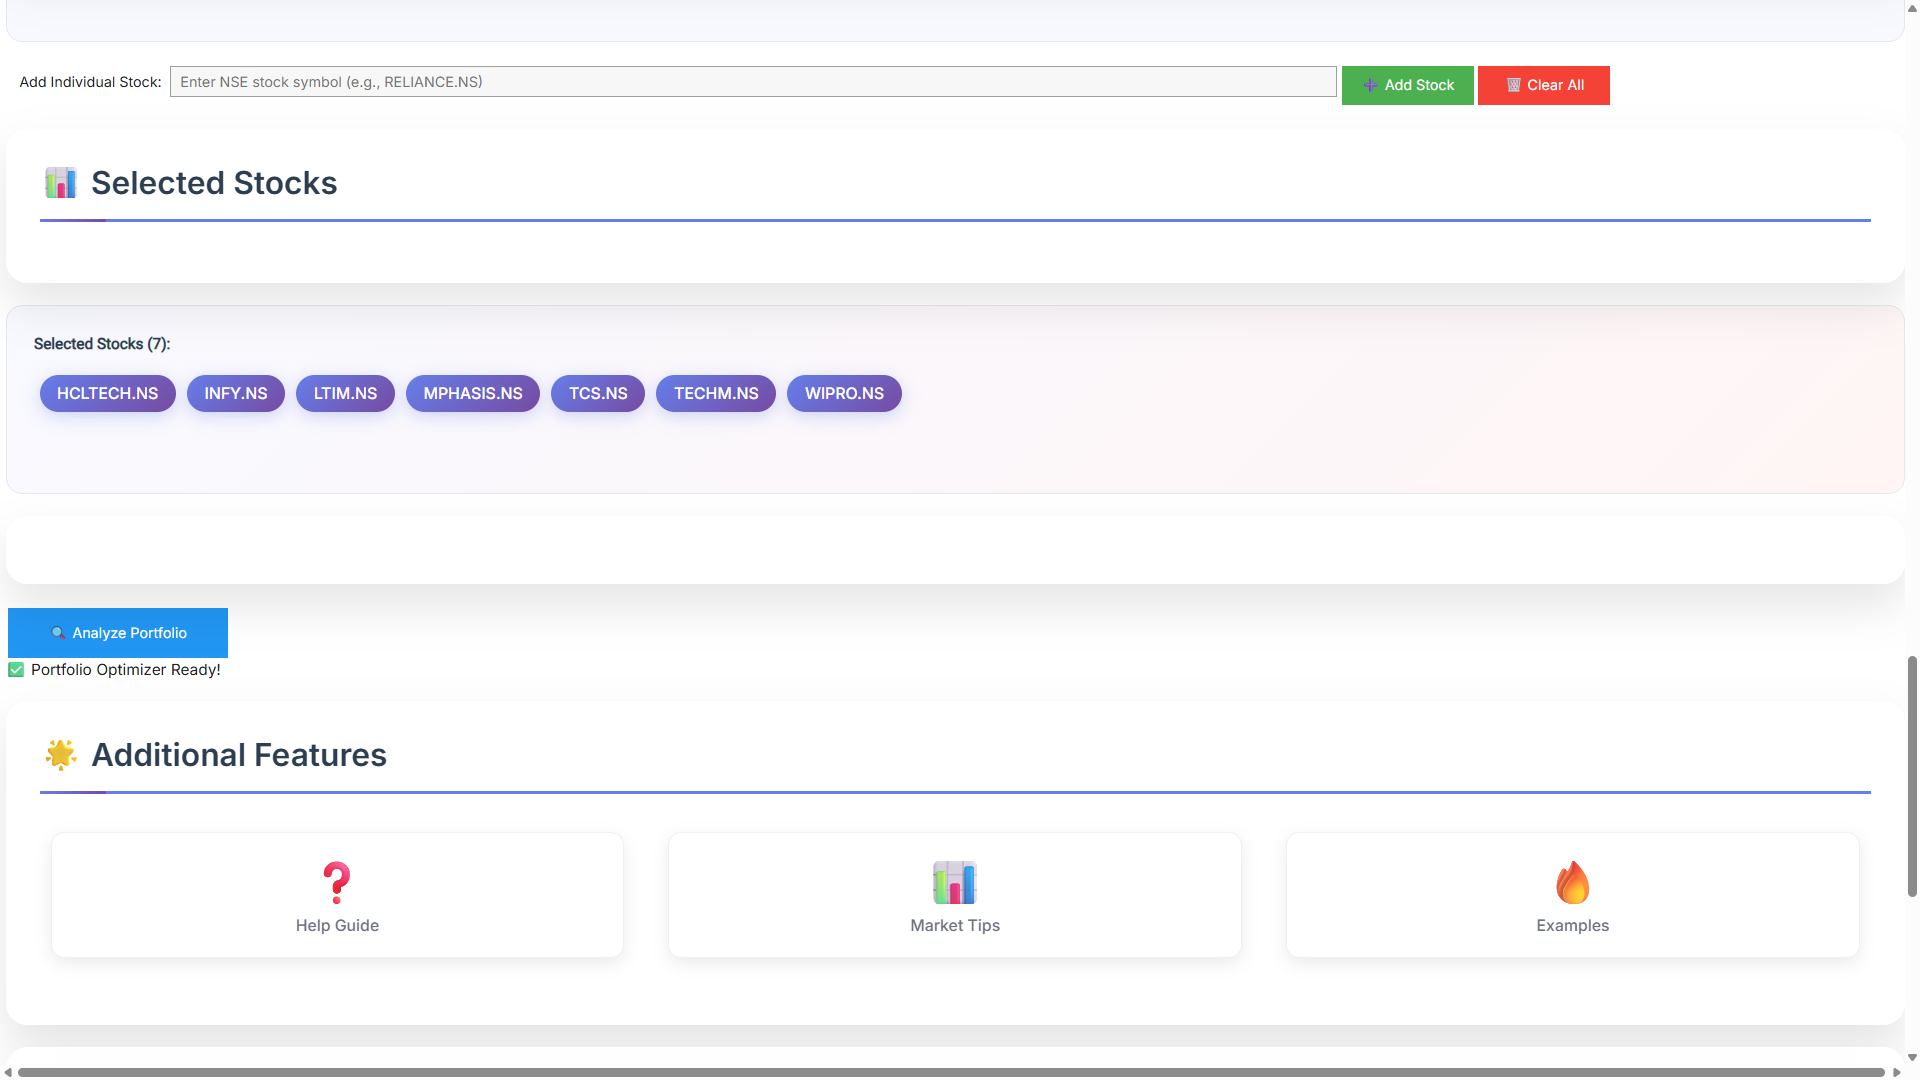 Add Individual Stock: Enter NSE stock symbol (e.g., RELIANCE.NS) Add Stock Clear All
Selected Stocks
Selected Stocks (7):
HCLTECH.NS INFY.NS LTIM.NS MPHASIS.NS TCS.NS TECHM.NS WIPRO.NS
Analyze Portfolio
Portfolio Optimizer Ready!
Additional Features
Help Guide Market Tips Examples